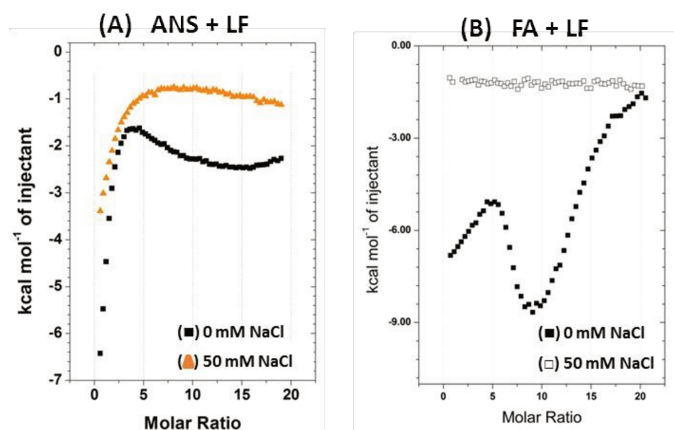 (A) ANS + LF
0
-1
-2
-3
-4
-5
-6
-7
kcal mol⁻¹ of injectant
(■) 0 mM NaCl
(▲) 50 mM NaCl
0 5 10 15 20
Molar Ratio
(B) FA + LF
0.00
-3.00
-6.00
-9.00
kcal mol⁻¹ of injectant
(■) 0 mM NaCl
(□) 50 mM NaCl
0 5 10 15 20
Molar Ratio